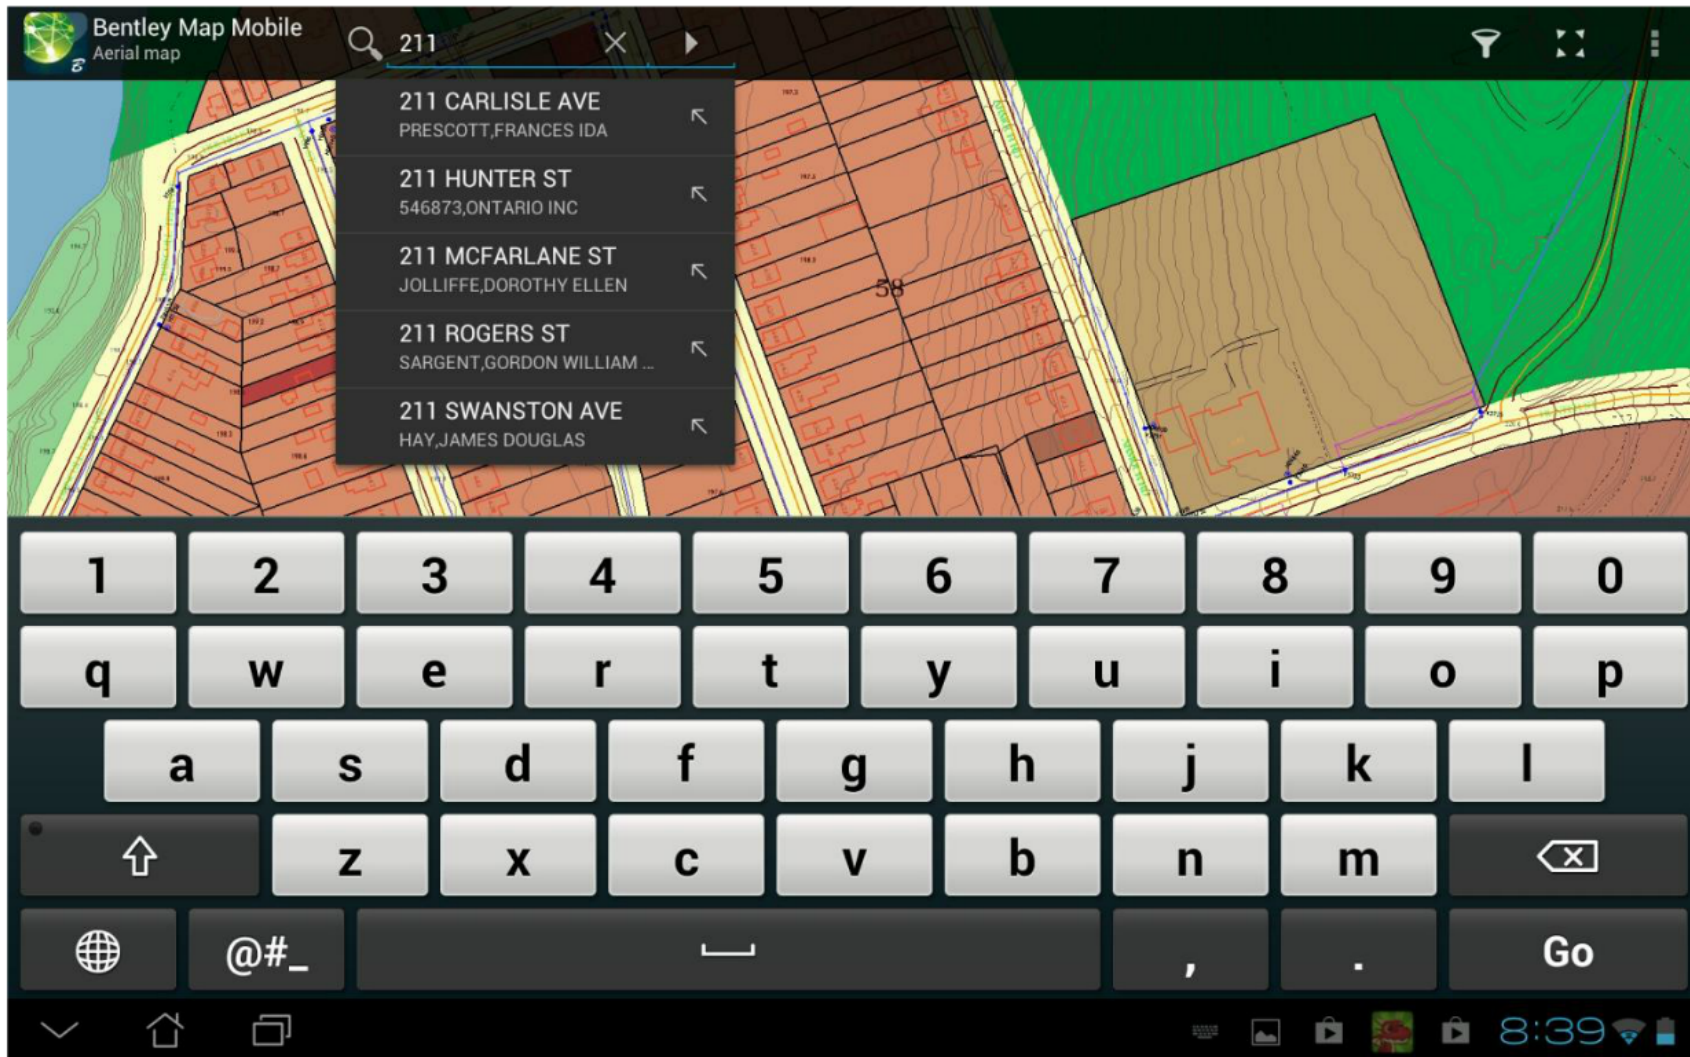 Bentley Map Mobile
Aerial map
211
211 CARLISLE AVE
PRESCOTT,FRANCES IDA
211 HUNTER ST
546873,ONTARIO INC
211 MCFARLANE ST
JOLLIFFE,DOROTHY ELLEN
211 ROGERS ST
SARGENT,GORDON WILLIAM ...
211 SWANSTON AVE
HAY,JAMES DOUGLAS
58
1 2 3 4 5 6 7 8 9 0
q w e r t y u i o p
a s d f g h j k l
z x c v b n m
@#_ , . Go
8:39